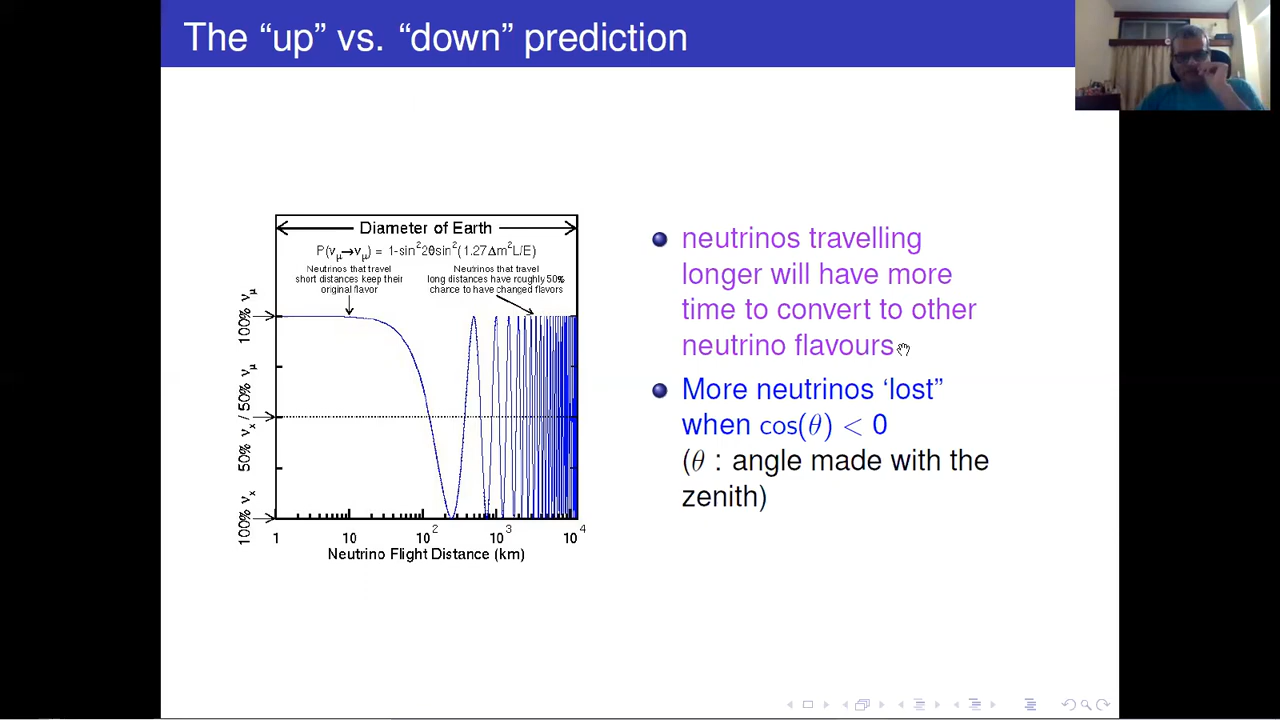 The “up” vs. “down” prediction
Diameter of Earth
P(νμ→νμ) = 1-sin²2θsin²(1.27Δm²L/E)
Neutrinos that travel
short distances keep their
original flavor
Neutrinos that travel
long distances have roughly 50%
chance to have changed flavors
100% νμ
50% νx / 50% νμ
100% νx
1 10 10² 10³ 10⁴
Neutrino Flight Distance (km)
neutrinos travelling
longer will have more
time to convert to other
neutrino flavours
More neutrinos ‘lost”
when cos(θ) < 0
(θ : angle made with the
zenith)